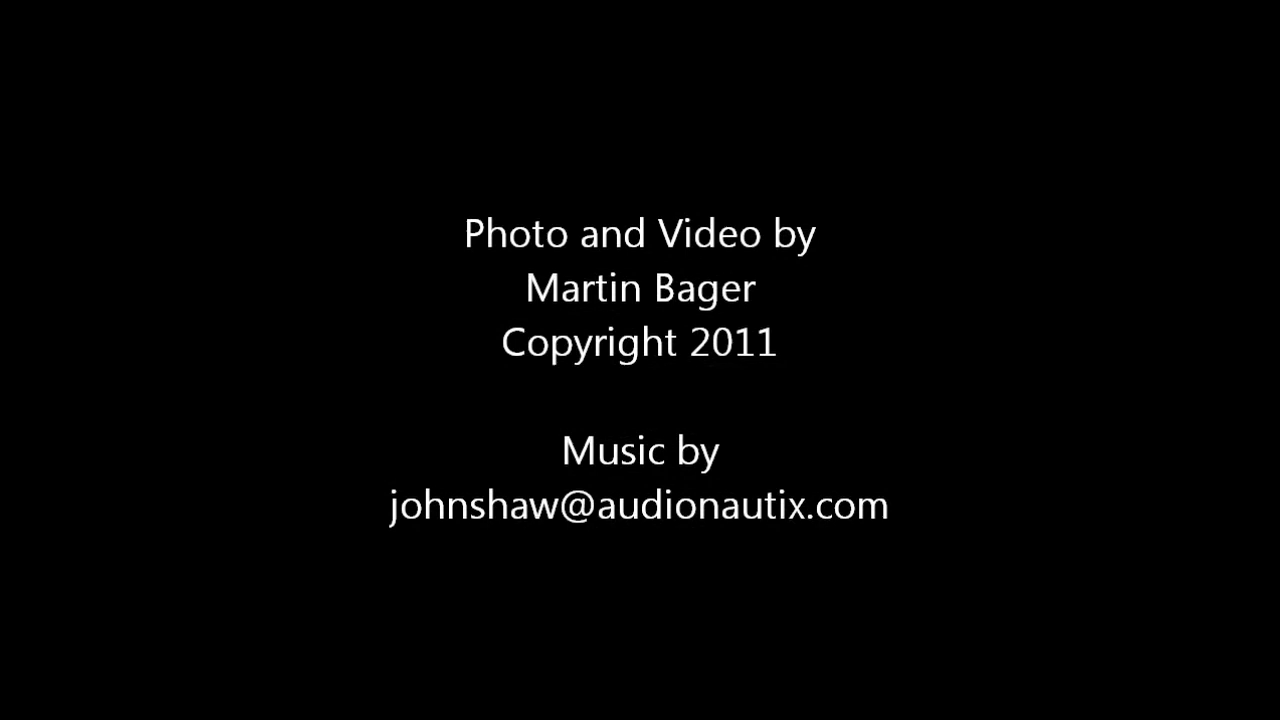 Photo and Video by
Martin Bager
Copyright 2011
Music by
johnshaw@audionautix.com